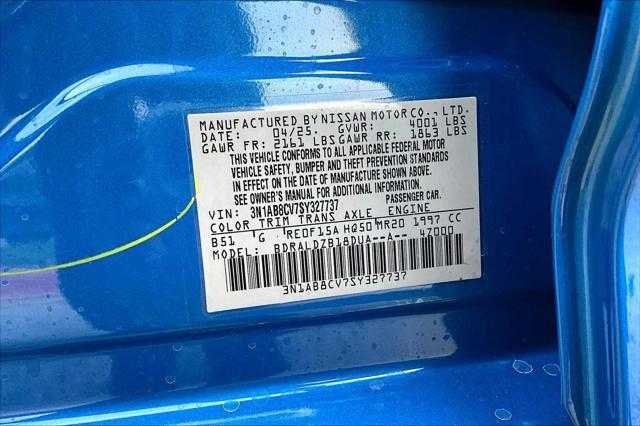 MANUFACTURED BY NISSAN MOTOR CO., LTD.
DATE: 04/25. GVWR: 4001 LBS
GAWR FR: 2161 LBS GAWR RR: 1863 LBS
THIS VEHICLE CONFORMS TO ALL APPLICABLE FEDERAL MOTOR
VEHICLE SAFETY, BUMPER AND THEFT PREVENTION STANDARDS
IN EFFECT ON THE DATE OF MANUFACTURE SHOWN ABOVE.
SEE OWNER'S MANUAL FOR ADDITIONAL INFORMATION.
VIN: 3N1AB8CV7SY327737 PASSENGER CAR.
COLOR TRIM TRANS AXLE ENGINE
B51 G RE0F15A HQ50 MR20 1997 CC
MODEL: BDRALDZB18DUA--A-- 47000
3N1AB8CV7SY327737